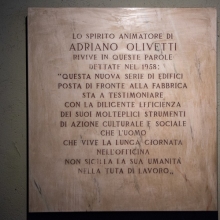 LO SPIRITO ANIMATORE DI
ADRIANO OLIVETTI
RIVIVE IN QUESTE PAROLE
DETTATE NEL 1958:
"QUESTA NUOVA SERIE DI EDIFICI
POSTA DI FRONTE ALLA FABBRICA
STA A TESTIMONIARE
CON LA DILIGENTE EFFICIENZA
DEI SUOI MOLTEPLICI STRUMENTI
DI AZIONE CULTURALE E SOCIALE
CHE L'UOMO
CHE VIVE LA LUNGA GIORNATA
NELL'OFFICINA
NON SIGILLA LA SUA UMANITÀ
NELLA TUTA DI LAVORO„